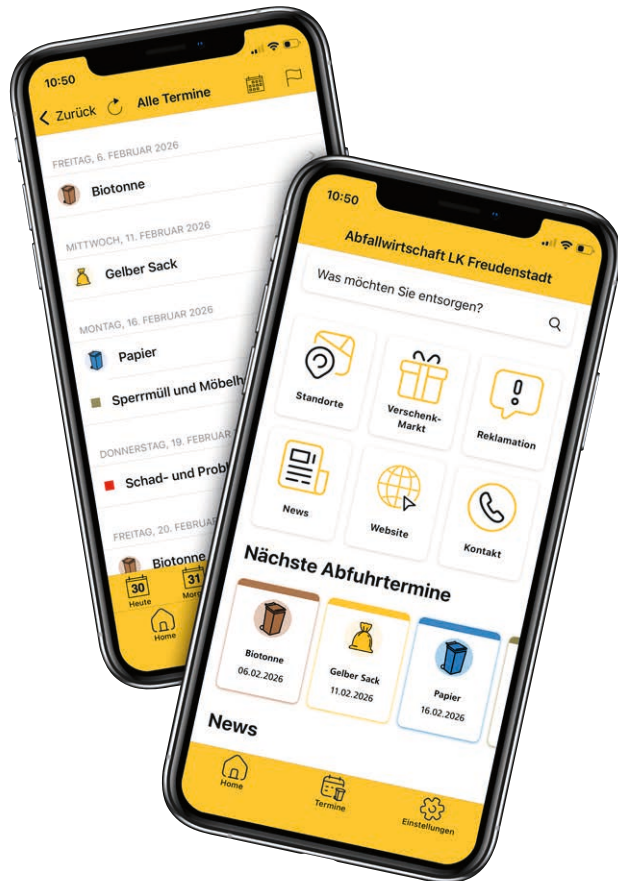 10:50
Zurück
Alle Termine
FREITAG, 6. FEBRUAR 2026
Biotonne
MITTWOCH, 11. FEBRUAR 2026
Gelber Sack
MONTAG, 16. FEBRUAR 2026
Papier
Sperrmüll und
DONNERSTAG, 19. FEBRUAR
Schad- und
FREITAG, 20.
Biotonne
30
31
Heute
Home
10:50
Abfallwirtschaft LK Freudenstadt
Was möchten Sie entsorgen?
Standorte
Verschenk-
Markt
Reklamation
News
Website
Kontakt
Nächste Abfuhrtermine
Biotonne
06.02.2026
Gelber Sack
11.02.2026
Papier
16.02.2026
News
Home
Termine
Einstellungen